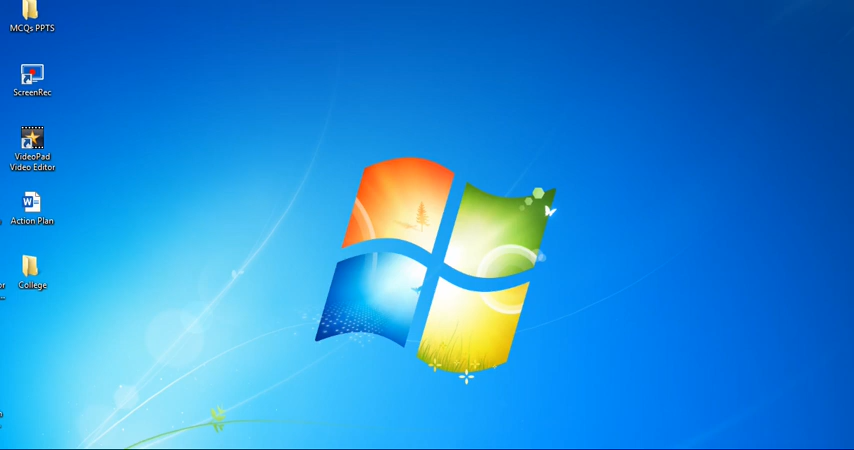 MCQs PPTS
ScreenRec
VideoPad
Video Editor
Action Plan
College